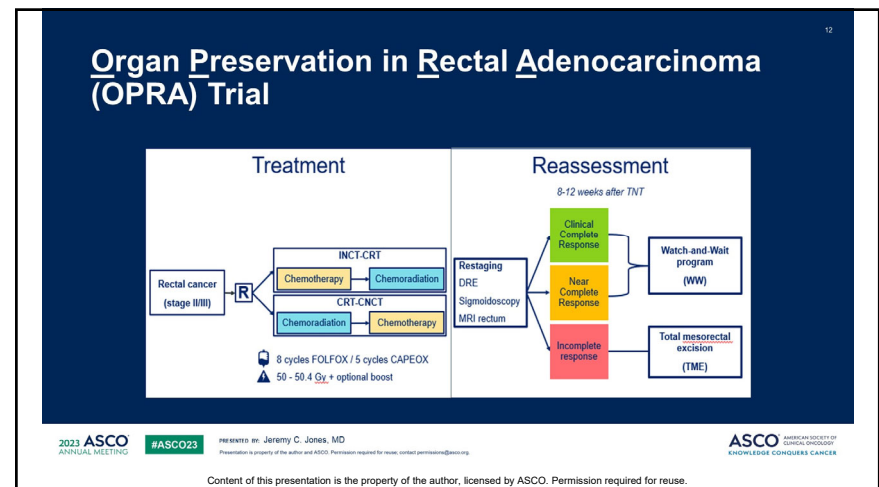 12
Organ Preservation in Rectal Adenocarcinoma
(OPRA) Trial
Treatment
Rectal cancer
(stage II/III)
R
INCT-CRT
Chemotherapy
Chemoradiation
CRT-CNCT
Chemoradiation
Chemotherapy
8 cycles FOLFOX / 5 cycles CAPEOX
50 - 50.4 Gy + optional boost
Reassessment
8-12 weeks after TNT
Restaging
DRE
Sigmoidoscopy
MRI rectum
Clinical
Complete
Response
Near
Complete
Response
Incomplete
response
Watch-and-Wait
program
(WW)
Total mesorectal
excision
(TME)
2023 ASCO
ANNUAL MEETING
#ASCO23
PRESENTED BY: Jeremy C. Jones, MD
Presentation is property of the author and ASCO. Permission required for reuse; contact permissions@asco.org.
ASCO AMERICAN SOCIETY OF
CLINICAL ONCOLOGY
KNOWLEDGE CONQUERS CANCER
Content of this presentation is the property of the author, licensed by ASCO. Permission required for reuse.